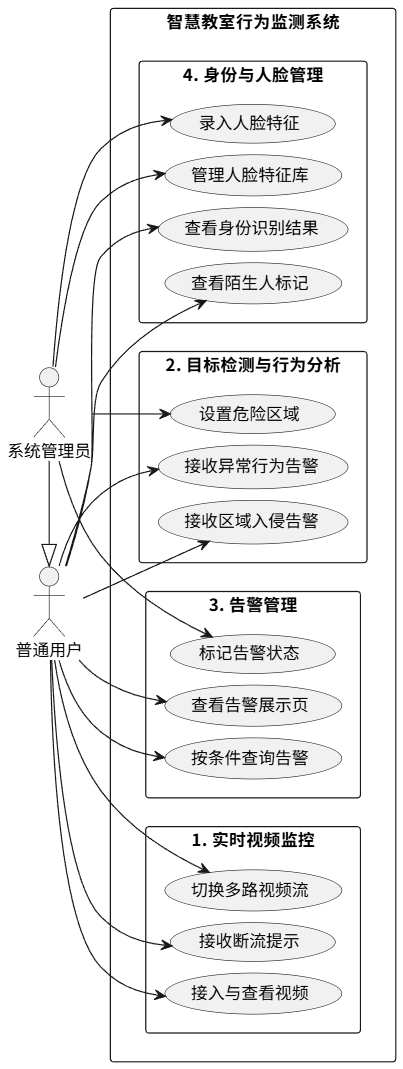 智慧教室行为监测系统
4. 身份与人脸管理
录入人脸特征
管理人脸特征库
查看身份识别结果
查看陌生人标记
2. 目标检测与行为分析
设置危险区域
系统管理员
接收异常行为告警
接收区域入侵告警
3. 告警管理
普通用户
标记告警状态
查看告警展示页
按条件查询告警
1. 实时视频监控
切换多路视频流
接收断流提示
接入与查看视频